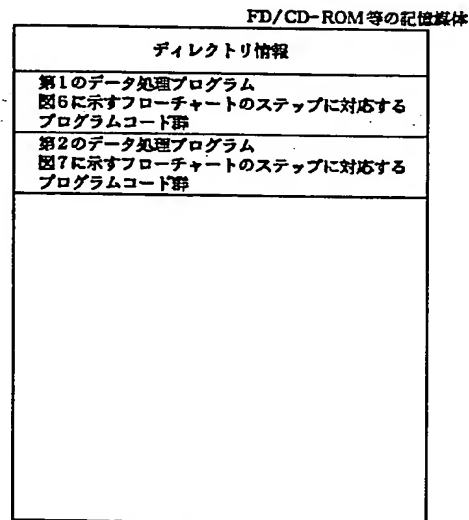 FD/CD-ROM等の記憶媒体
ディレクトリ情報
第1のデータ処理プログラム
図6に示すフローチャートのステップに対応する
プログラムコード群
第2のデータ処理プログラム
図7に示すフローチャートのステップに対応する
プログラムコード群